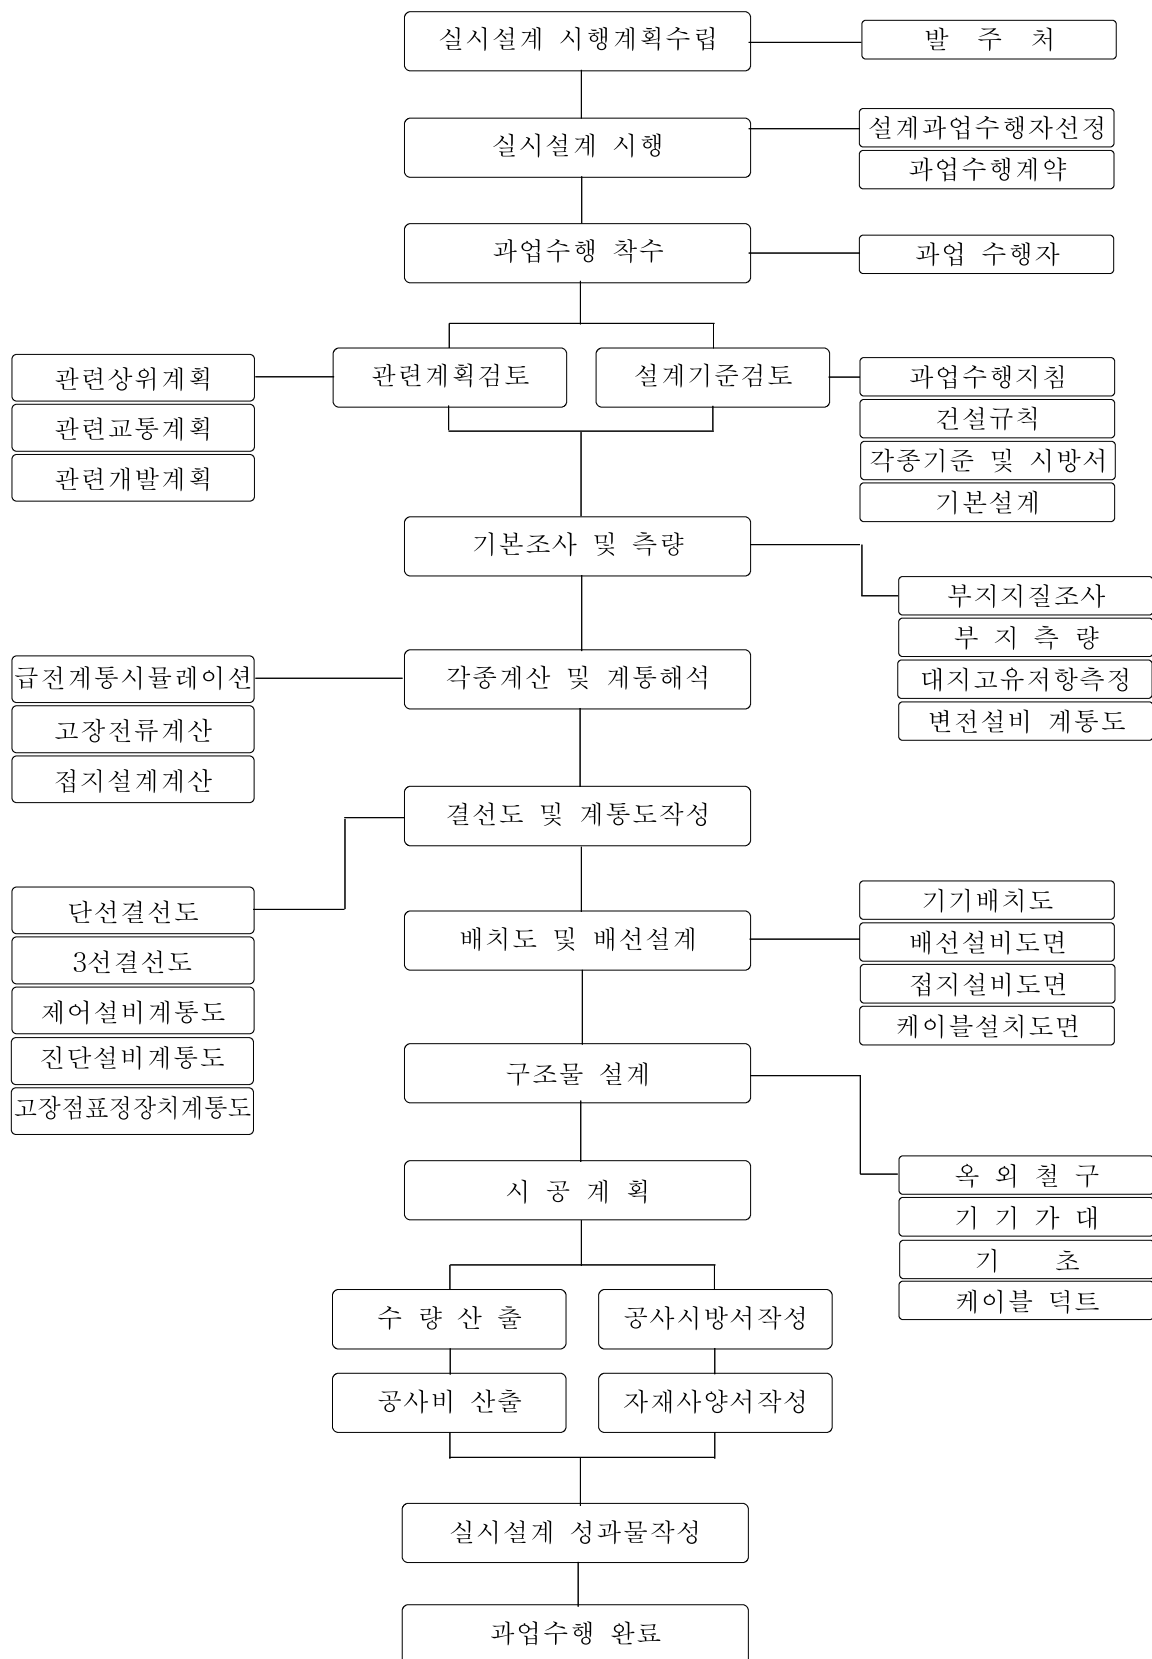 실시설계 시행계획수립
발 주 처
실시설계 시행
설계과업수행자선정
과업수행계약
과업수행 착수
과업 수행자
관련계획검토
설계기준검토
관련상위계획
관련교통계획
관련개발계획
과업수행지침
건설규칙
각종기준 및 시방서
기본설계
기본조사 및 측량
부지지질조사
부 지 측 량
대지고유저항측정
변전설비 계통도
급전계통시뮬레이션
고장전류계산
접지설계계산
각종계산 및 계통해석
결선도 및 계통도작성
단선결선도
3선결선도
제어설비계통도
진단설비계통도
고장점표정장치계통도
배치도 및 배선설계
기기배치도
배선설비도면
접지설비도면
케이블설치도면
구조물 설계
옥 외 철 구
기 기 가 대
기 초
케이블 덕트
시 공 계 획
수 량 산 출
공사시방서작성
공사비 산출
자재사양서작성
실시설계 성과물작성
과업수행 완료